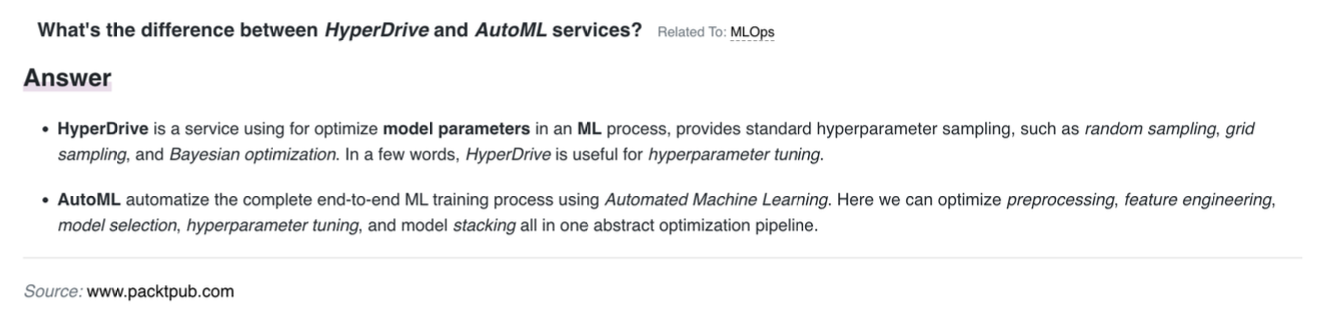 What's the difference between HyperDrive and AutoML services? Related To: MLOps
Answer
• HyperDrive is a service using for optimize model parameters in an ML process, provides standard hyperparameter sampling, such as random sampling, grid
sampling, and Bayesian optimization. In a few words, HyperDrive is useful for hyperparameter tuning.
• AutoML automatize the complete end-to-end ML training process using Automated Machine Learning. Here we can optimize preprocessing, feature engineering,
model selection, hyperparameter tuning, and model stacking all in one abstract optimization pipeline.
Source: www.packtpub.com